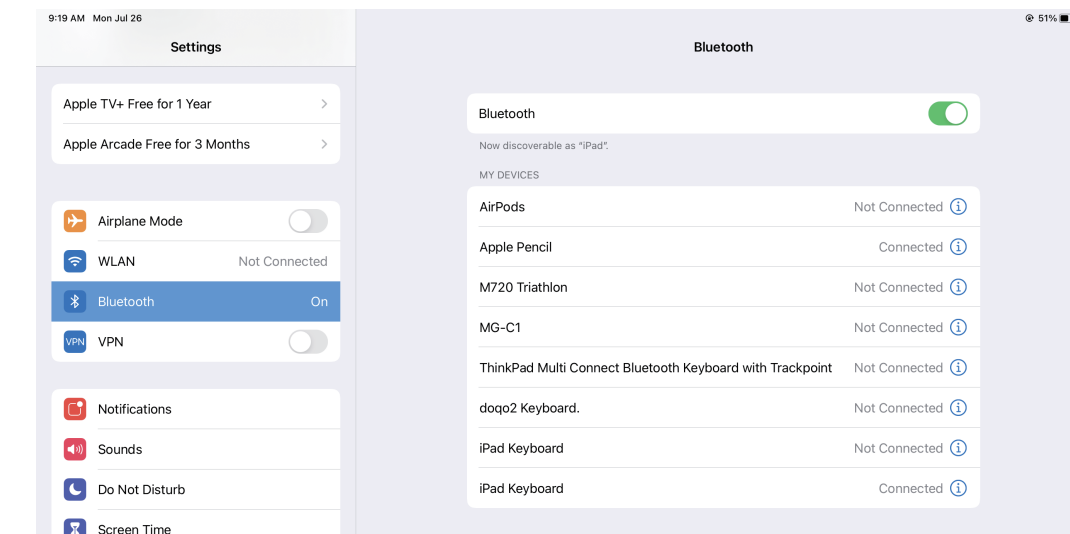 9:19 AM Mon Jul 26
51%
Settings
Apple TV+ Free for 1 Year
Apple Arcade Free for 3 Months
Airplane Mode
WLAN Not Connected
Bluetooth On
VPN VPN
Notifications
Sounds
Do Not Disturb
Screen Time
Bluetooth
Bluetooth
Now discoverable as “iPad”.
MY DEVICES
AirPods Not Connected
Apple Pencil Connected
M720 Triathlon Not Connected
MG-C1 Not Connected
ThinkPad Multi Connect Bluetooth Keyboard with Trackpoint Not Connected
doqo2 Keyboard. Not Connected
iPad Keyboard Not Connected
iPad Keyboard Connected